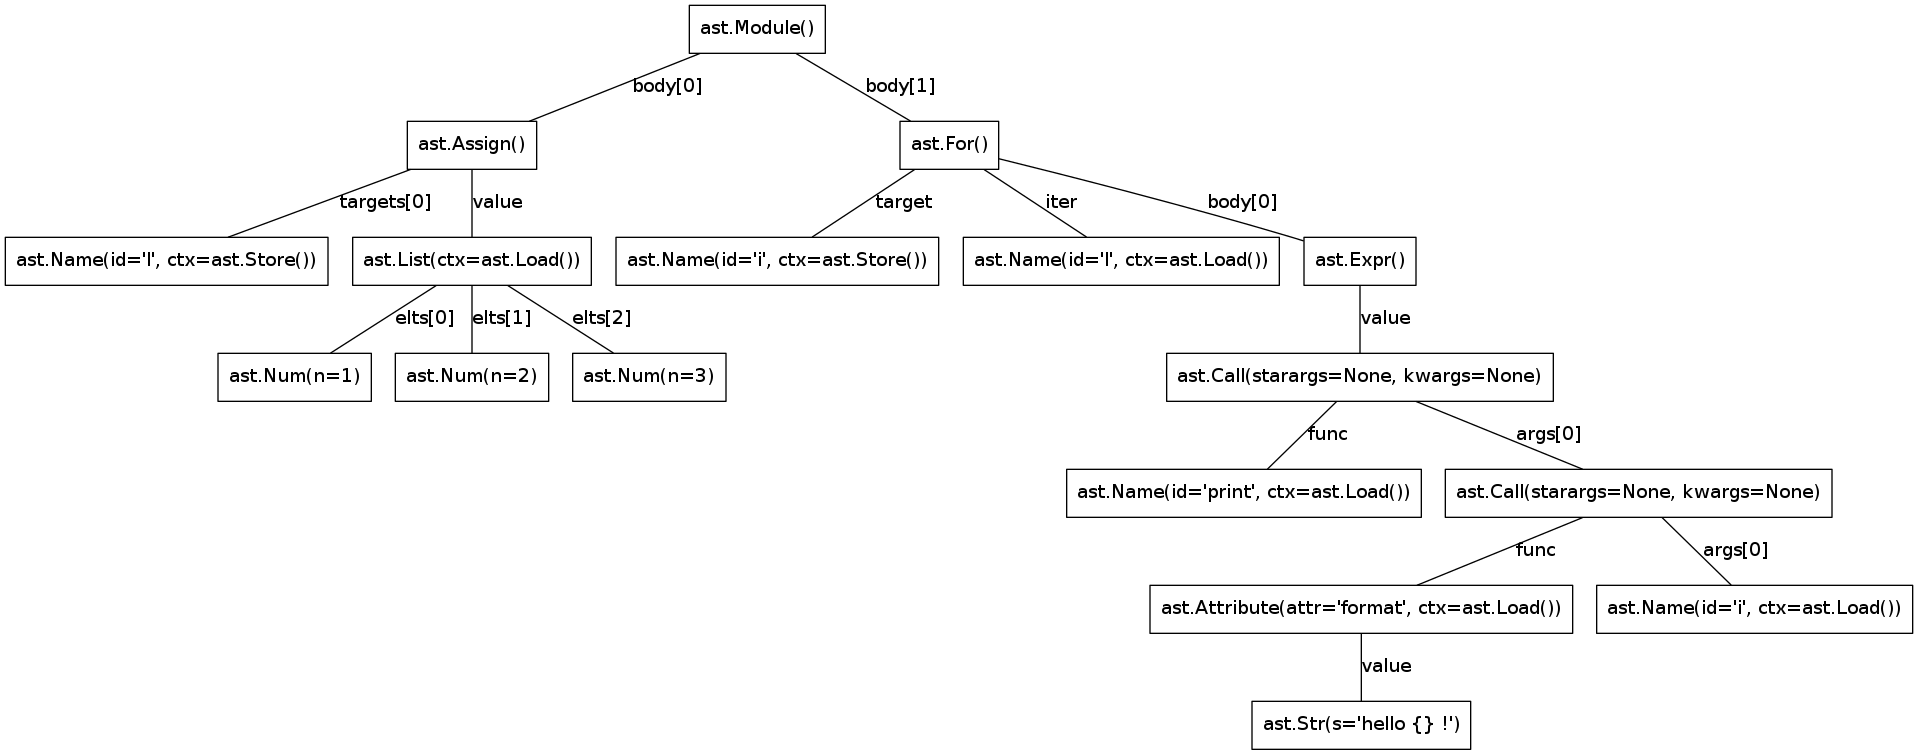 ast.Module()
body[0] body[1]
ast.Assign() ast.For()
targets[0] value target iter body[0]
ast.Name(id='l', ctx=ast.Store()) ast.List(ctx=ast.Load()) ast.Name(id='i', ctx=ast.Store()) ast.Name(id='l', ctx=ast.Load()) ast.Expr()
elts[0] elts[1] elts[2] value
ast.Num(n=1) ast.Num(n=2) ast.Num(n=3) ast.Call(starargs=None, kwargs=None)
func args[0]
ast.Name(id='print', ctx=ast.Load()) ast.Call(starargs=None, kwargs=None)
func args[0]
ast.Attribute(attr='format', ctx=ast.Load()) ast.Name(id='i', ctx=ast.Load())
value
ast.Str(s='hello {} !')